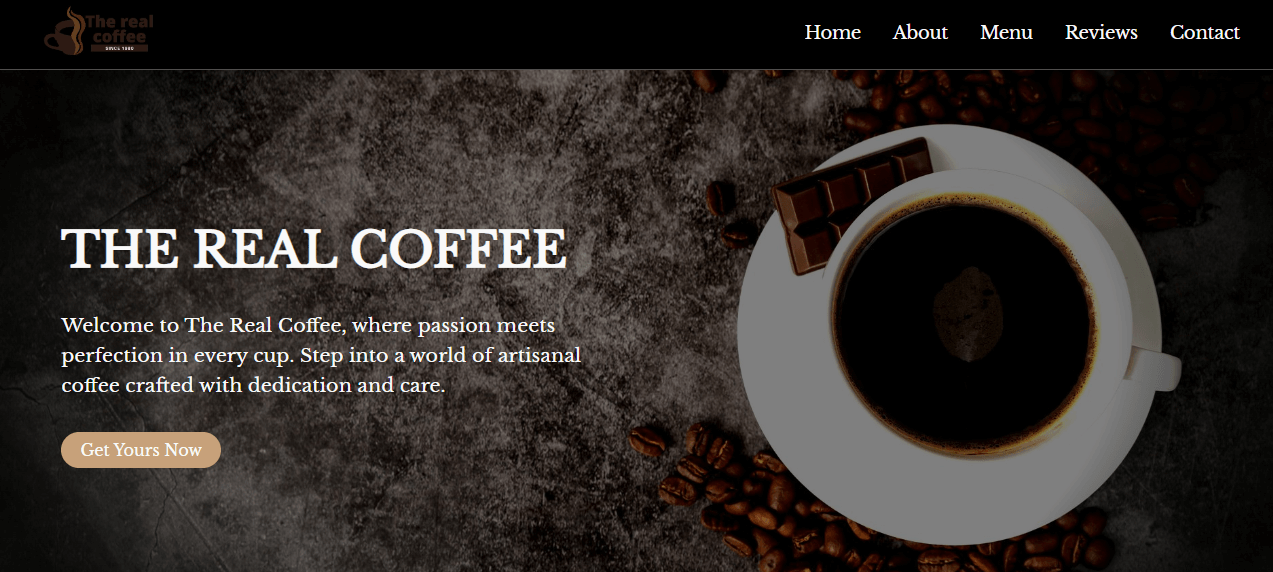 The real
coffee
SINCE 1980
Home About Menu Reviews Contact
THE REAL COFFEE
Welcome to The Real Coffee, where passion meets
perfection in every cup. Step into a world of artisanal
coffee crafted with dedication and care.
Get Yours Now